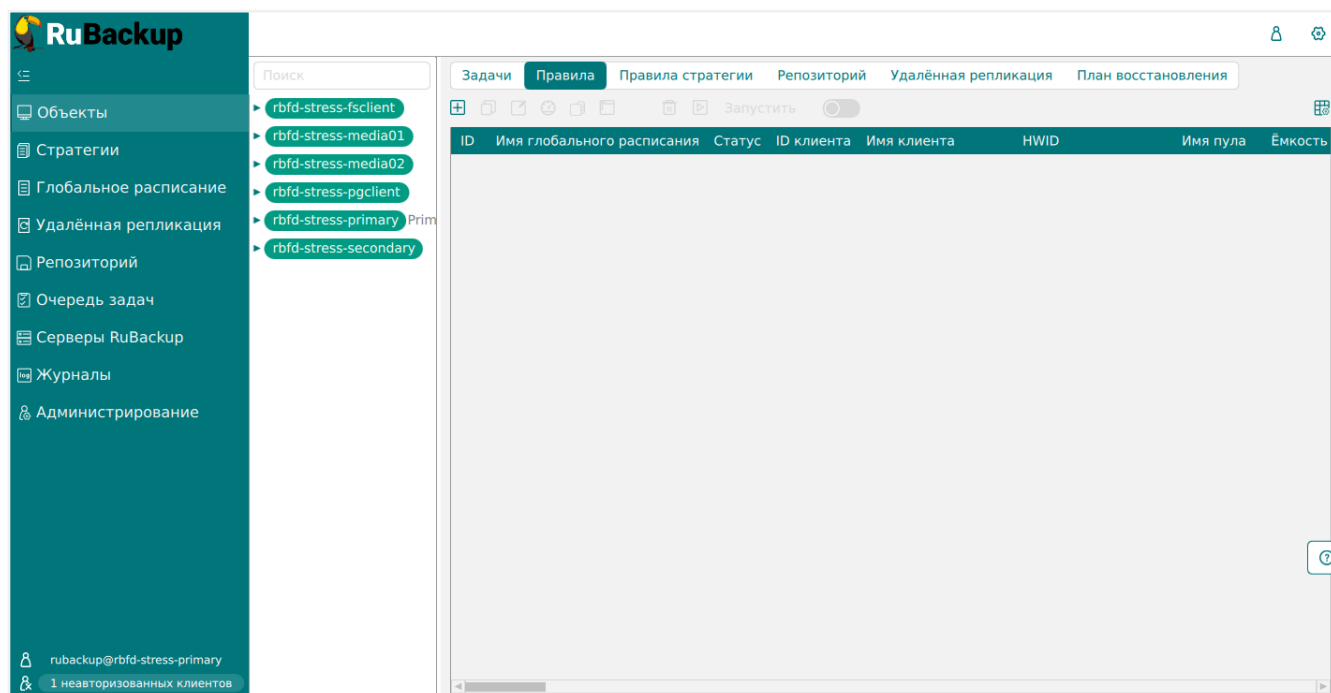 RuBackup
Поиск
Задачи Правила Правила стратегии Репозиторий Удалённая репликация План восстановления
Объекты
Стратегии
Глобальное расписание
Удалённая репликация
Репозиторий
Очередь задач
Серверы RuBackup
log Журналы
Администрирование
rbfd-stress-fsclient
rbfd-stress-media01
rbfd-stress-media02
rbfd-stress-pgclient
rbfd-stress-primary Prim
rbfd-stress-secondary
Запустить
ID Имя глобального расписания Статус ID клиента Имя клиента HWID Имя пула Ёмкость
rubackup@rbfd-stress-primary
1 неавторизованных клиентов